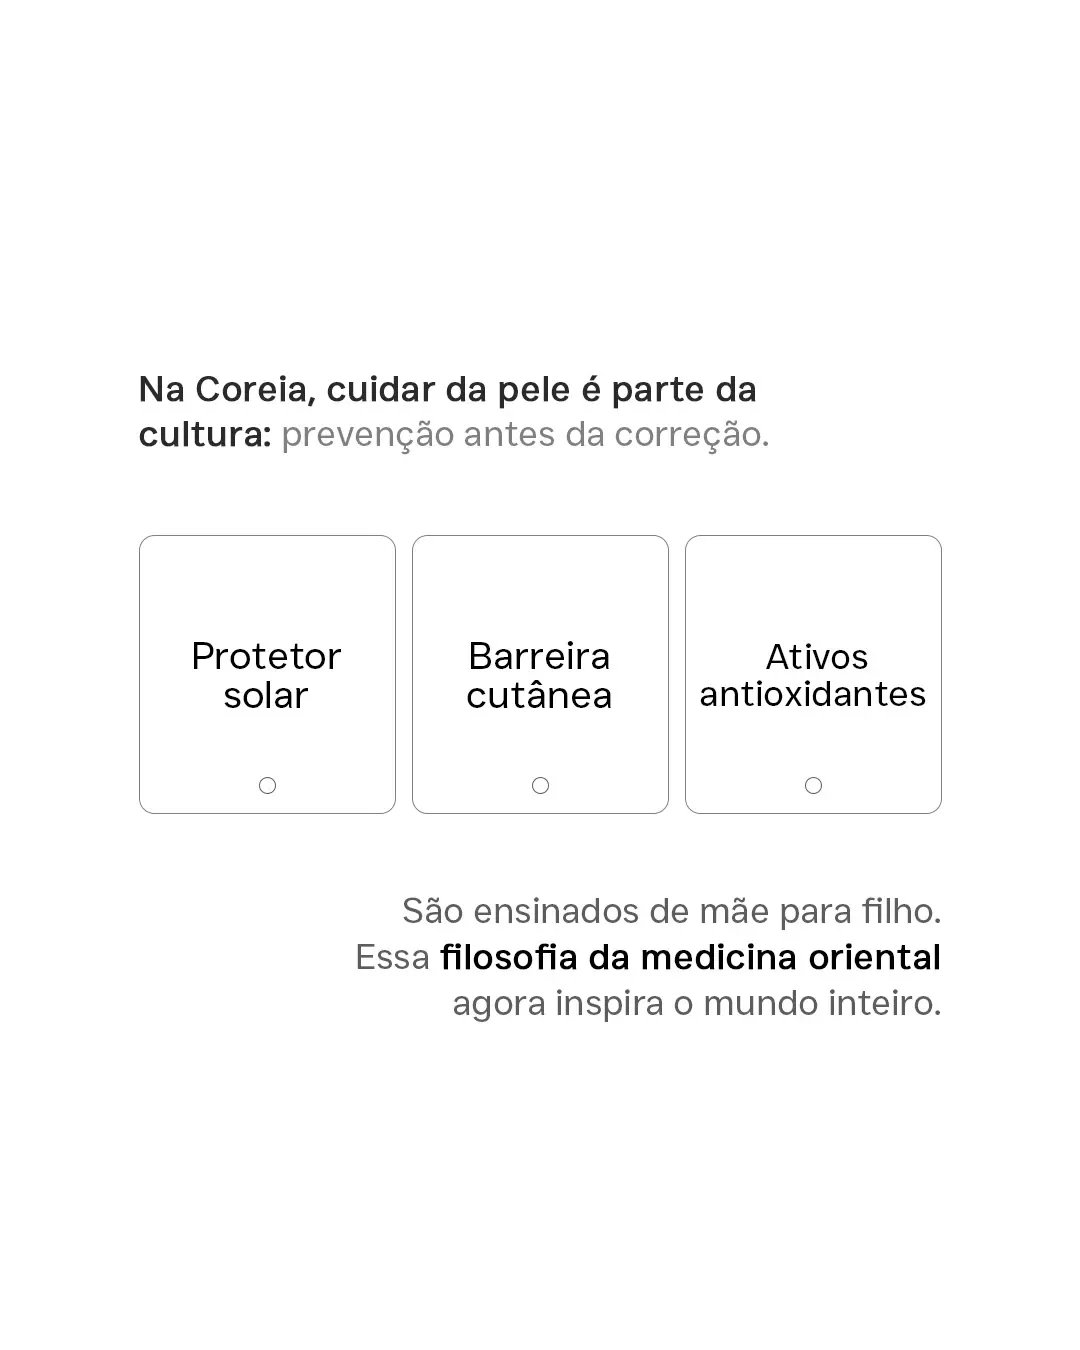 Na Coreia, cuidar da pele é parte da
cultura: prevenção antes da correção.
Protetor
solar
Barreira
cutânea
Ativos
antioxidantes
São ensinados de mãe para filho.
Essa filosofia da medicina oriental
agora inspira o mundo inteiro.